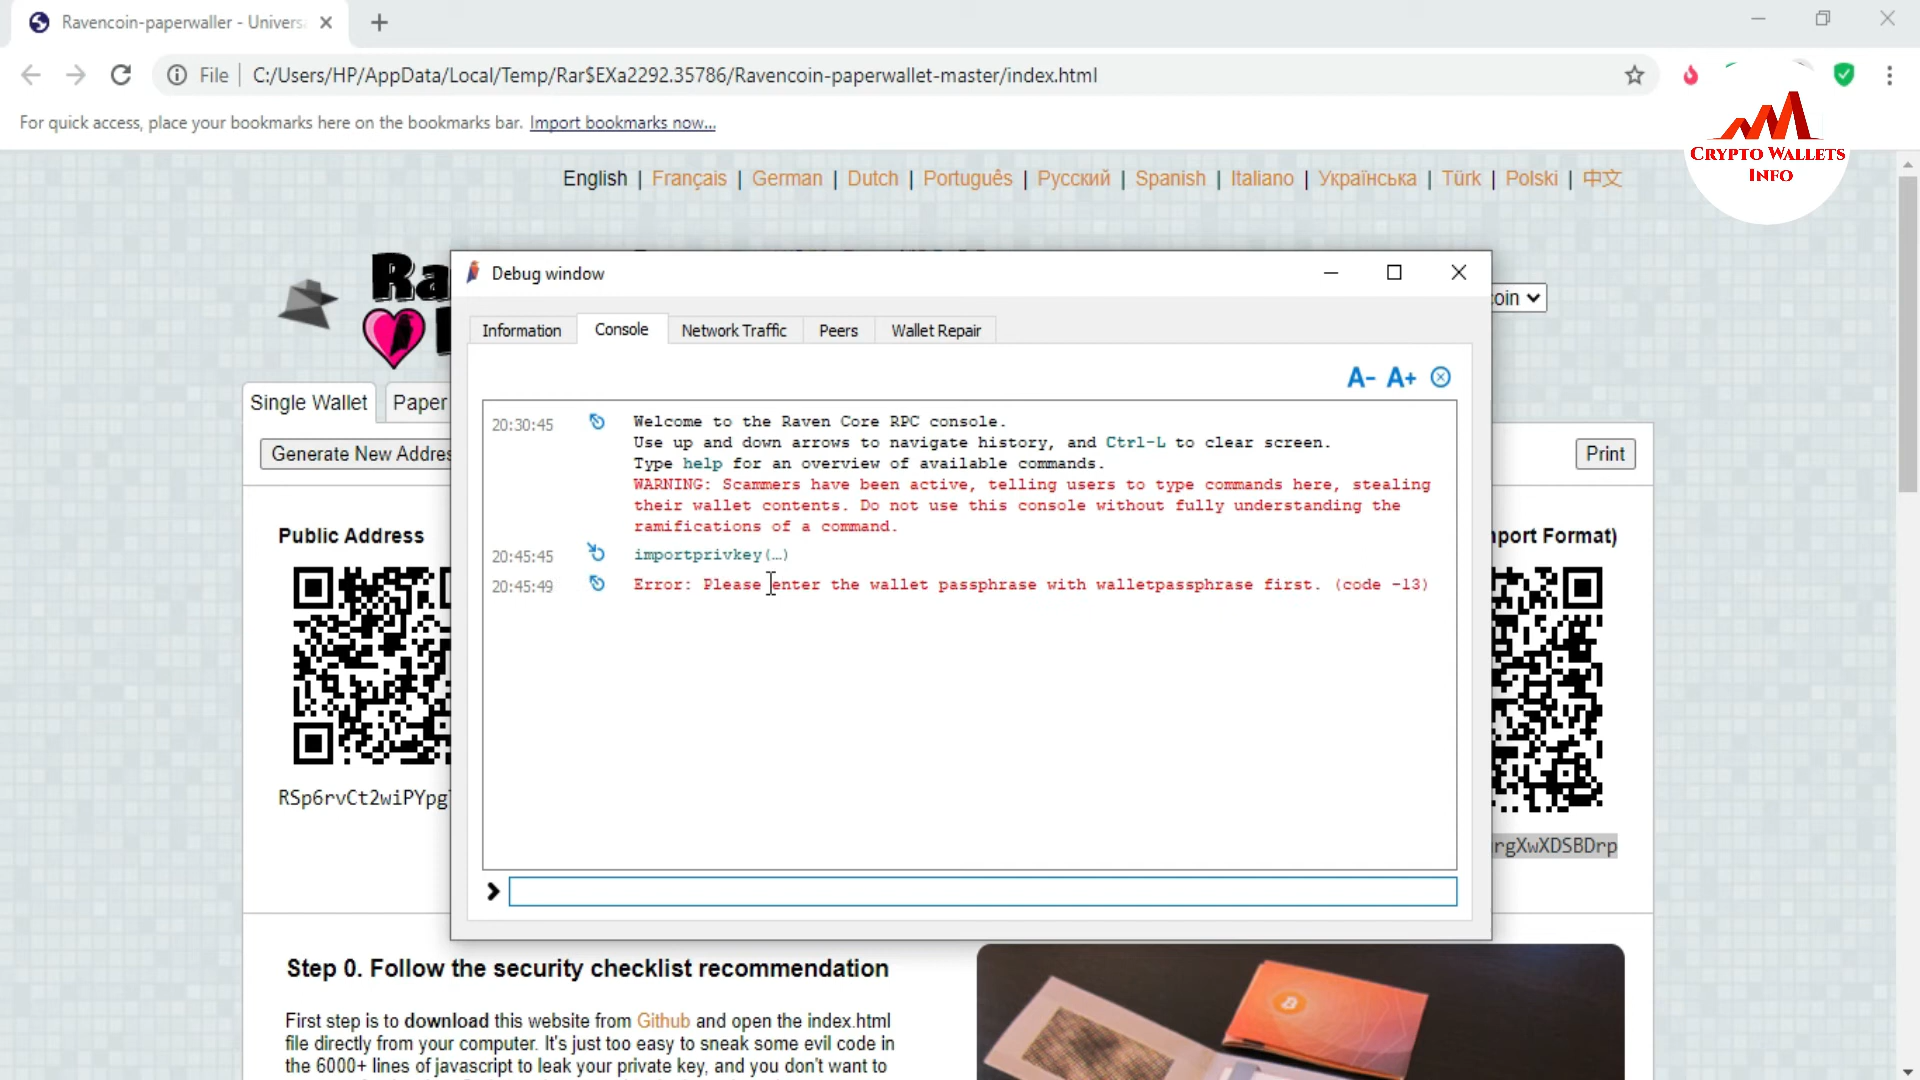 Ravencoin-paperwaller - Univers
File
C:/Users/HP/AppData/Local/Temp/Rar$EXa2292.35786/Ravencoin-paperwallet-master/index.html
For quick access, place your bookmarks here on the bookmarks bar. Import bookmarks now...
CRYPTO WALLETS
INFO
English | Français | German | Dutch | Português | Русский | Spanish | Italiano | Українська | Türk | Polski | 中文
Ra
Debug window
oin
Information Console Network Traffic Peers Wallet Repair
A- A+
Single Wallet Paper
Generate New Addres
Print
20:30:45 Welcome to the Raven Core RPC console.
Use up and down arrows to navigate history, and Ctrl-L to clear screen.
Type help for an overview of available commands.
WARNING: Scammers have been active, telling users to type commands here, stealing
their wallet contents. Do not use this console without fully understanding the
ramifications of a command.
20:45:45 importprivkey(…)
20:45:49 Error: Please enter the wallet passphrase with walletpassphrase first. (code -13)
Public Address
port Format)
RSp6rvCt2wiPYpg
rgXwXDSBDrp
Step 0. Follow the security checklist recommendation
First step is to download this website from Github and open the index.html
file directly from your computer. It's just too easy to sneak some evil code in
the 6000+ lines of javascript to leak your private key, and you don't want to